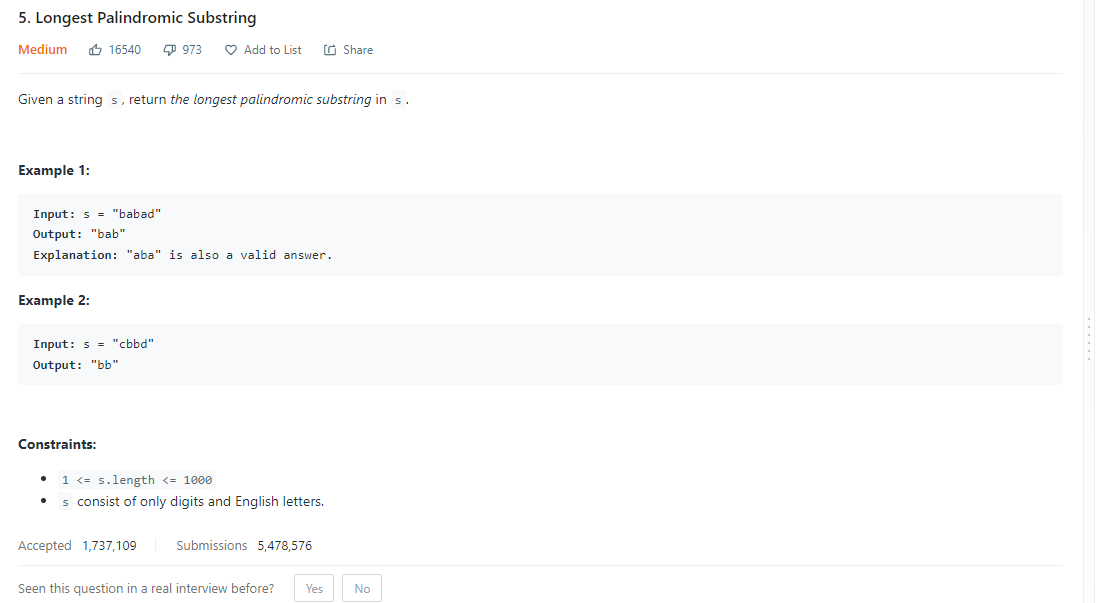 5. Longest Palindromic Substring
Medium 16540 973 Add to List Share
Given a string s, return the longest palindromic substring in s.
Example 1:
Input: s = "babad"
Output: "bab"
Explanation: "aba" is also a valid answer.
Example 2:
Input: s = "cbbd"
Output: "bb"
Constraints:
1 <= s.length <= 1000
s consist of only digits and English letters.
Accepted 1,737,109 Submissions 5,478,576
Seen this question in a real interview before? Yes No